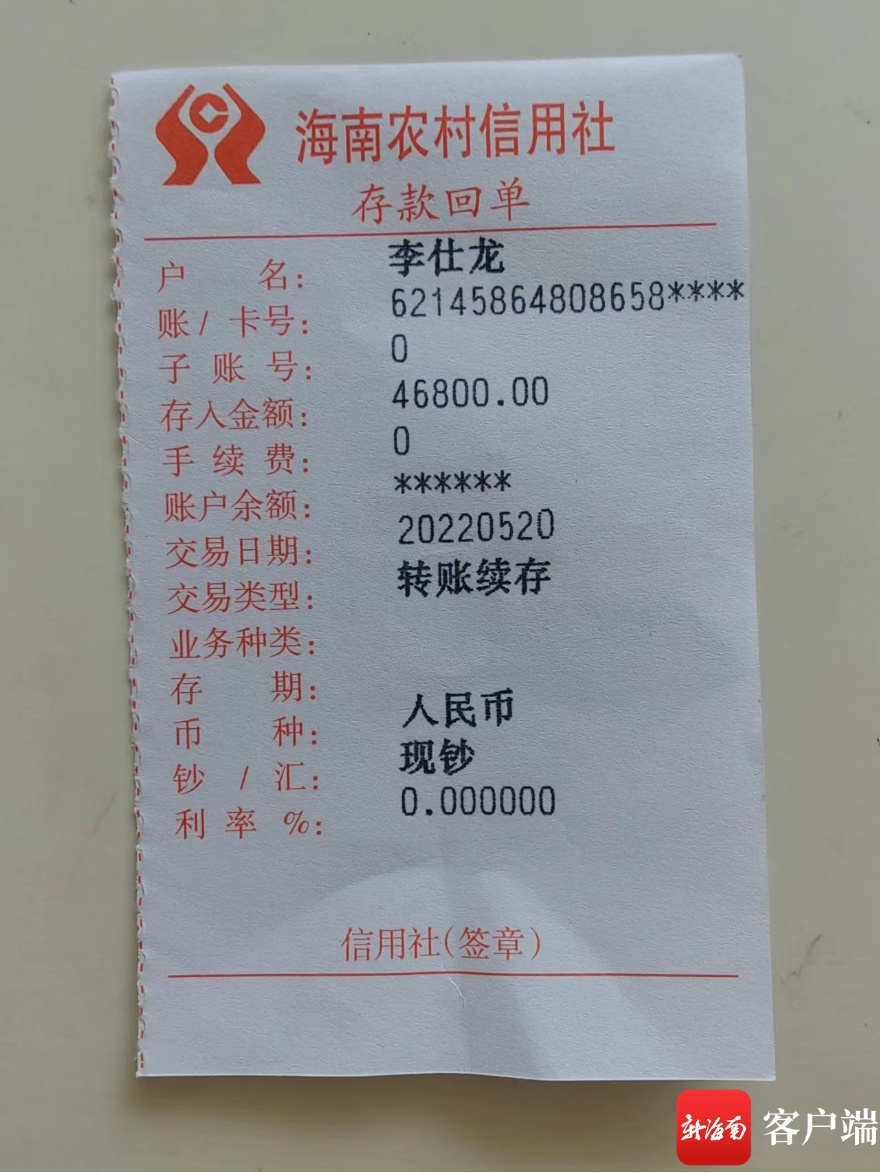 海南农村信用社
存款回单
户 名: 李仕龙
账/卡号: 62145864808658****
子账号: 0
存入金额: 46800.00
手续费: 0
账户余额: ******
交易日期: 20220520
交易类型: 转账续存
业务种类:
存 期:
币 种: 人民币
钞/汇: 现钞
利率%: 0.000000
信用社(签章)
新海南 客户端